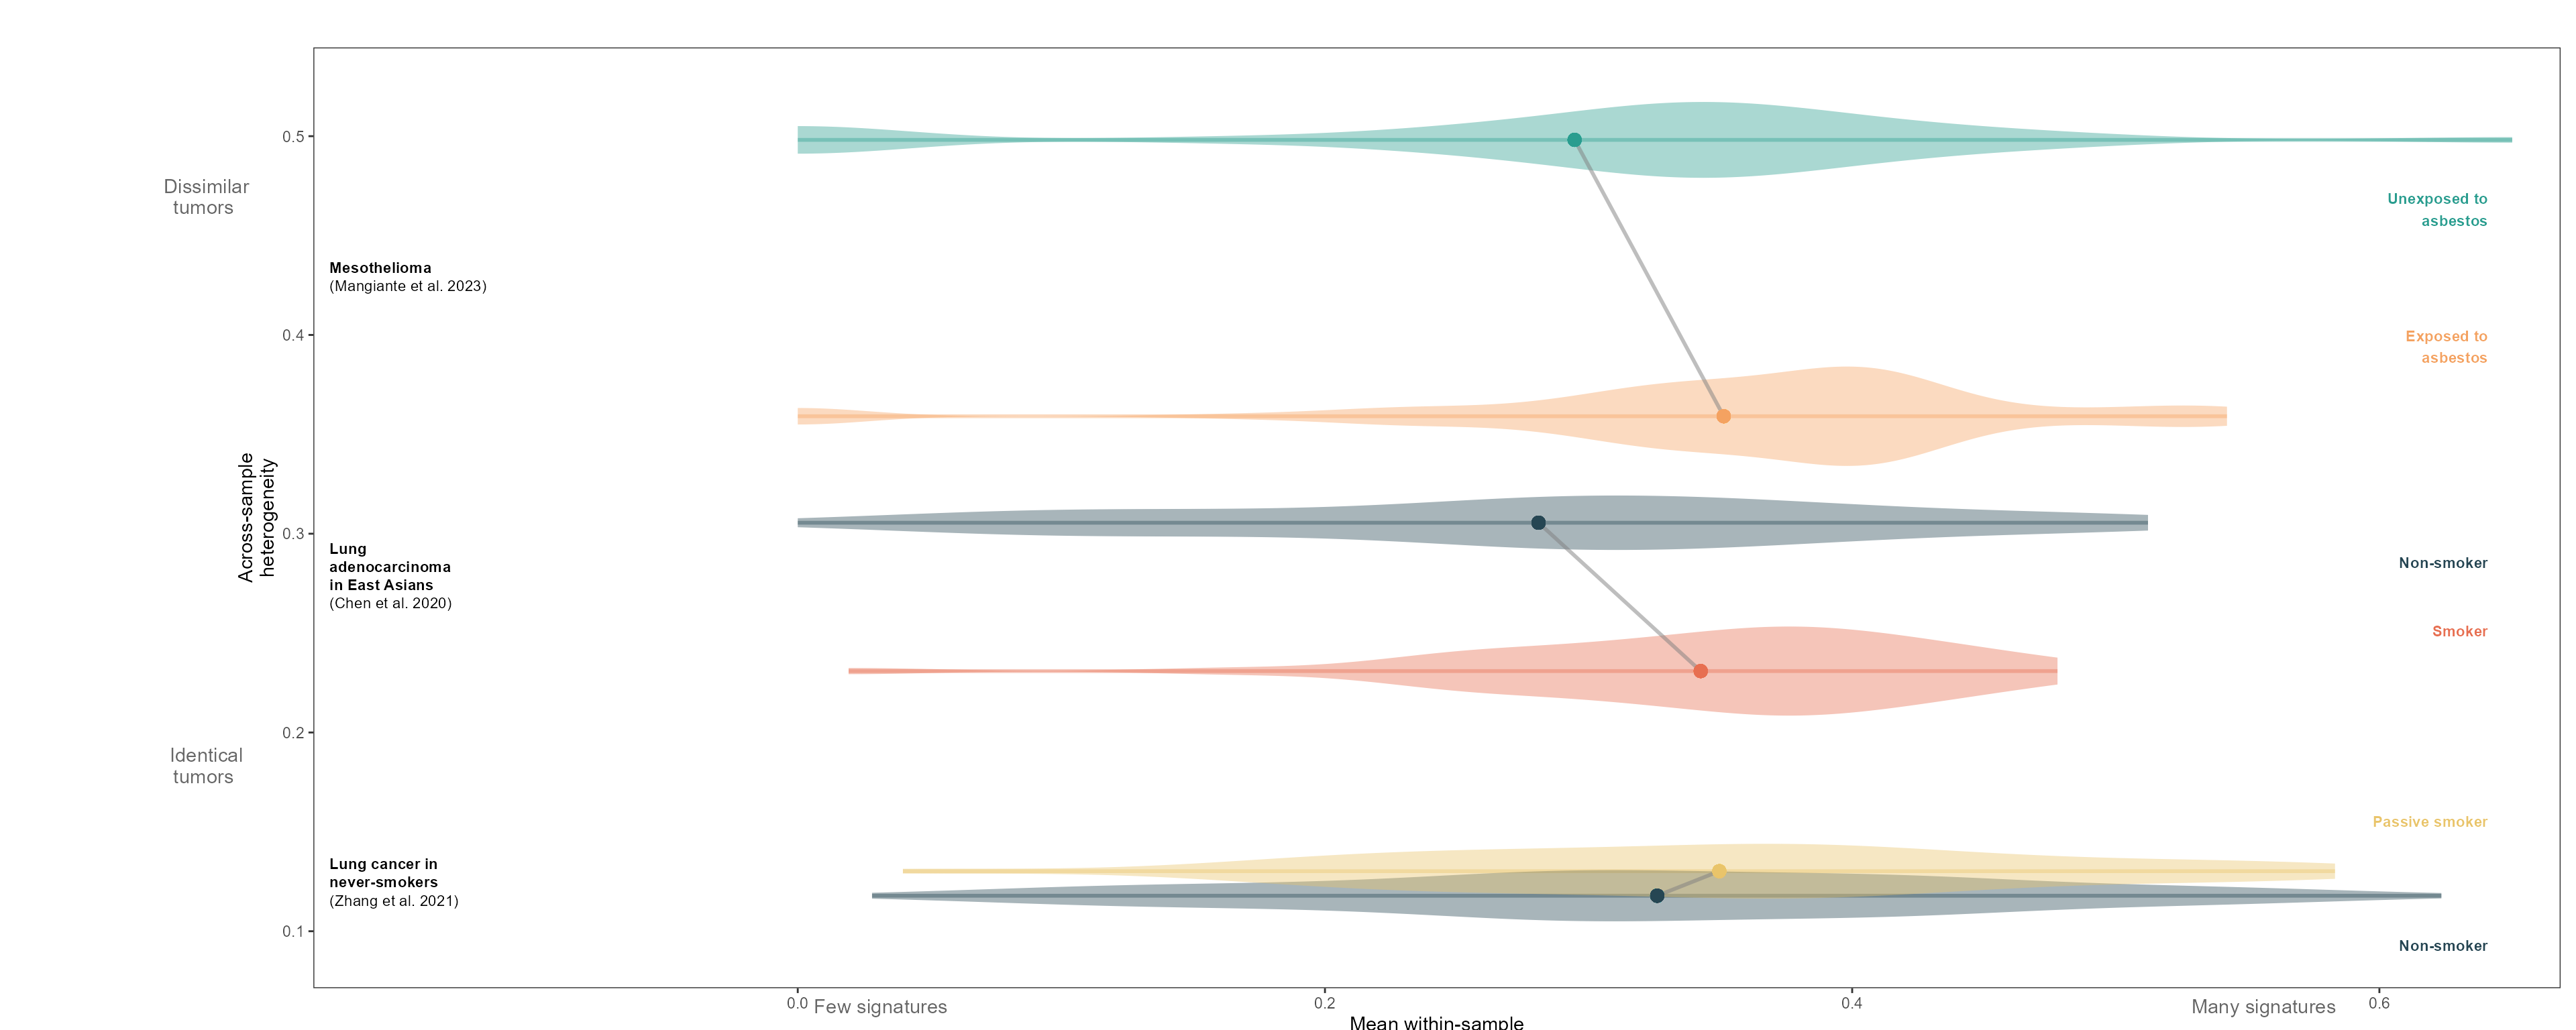 0.5
Dissimilar
tumors
Unexposed to
asbestos
Mesothelioma
(Mangiante et al. 2023)
0.4
Exposed to
asbestos
Across-sample
heterogeneity
0.3
Lung
adenocarcinoma
in East Asians
(Chen et al. 2020)
Non-smoker
Smoker
0.2
Identical
tumors
Passive smoker
Lung cancer in
never-smokers
(Zhang et al. 2021)
0.1
Non-smoker
0.0 Few signatures 0.2 0.4 Many signatures 0.6
Mean within-sample